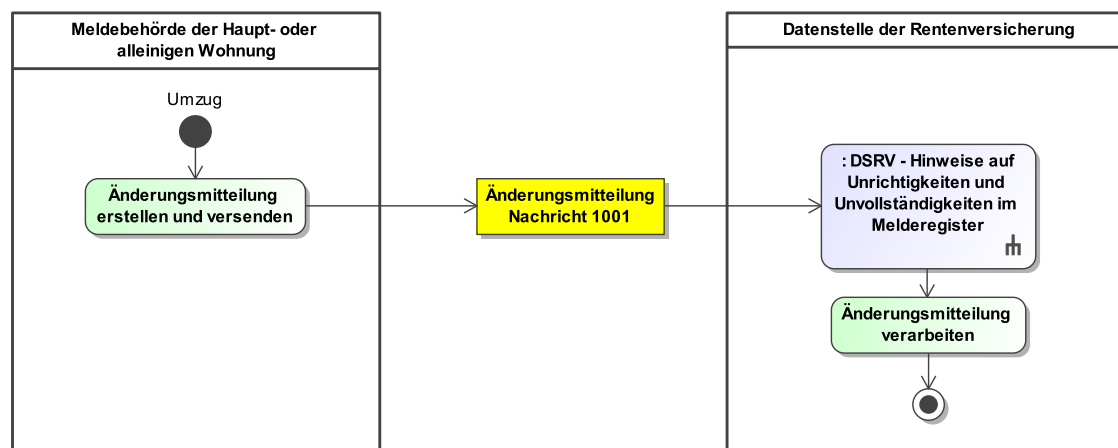 Meldebehörde der Haupt- oder
alleinigen Wohnung
Umzug
Änderungsmitteilung
erstellen und versenden
Änderungsmitteilung
Nachricht 1001
Datenstelle der Rentenversicherung
: DSRV - Hinweise auf
Unrichtigkeiten und
Unvollständigkeiten im
Melderegister
Änderungsmitteilung
verarbeiten